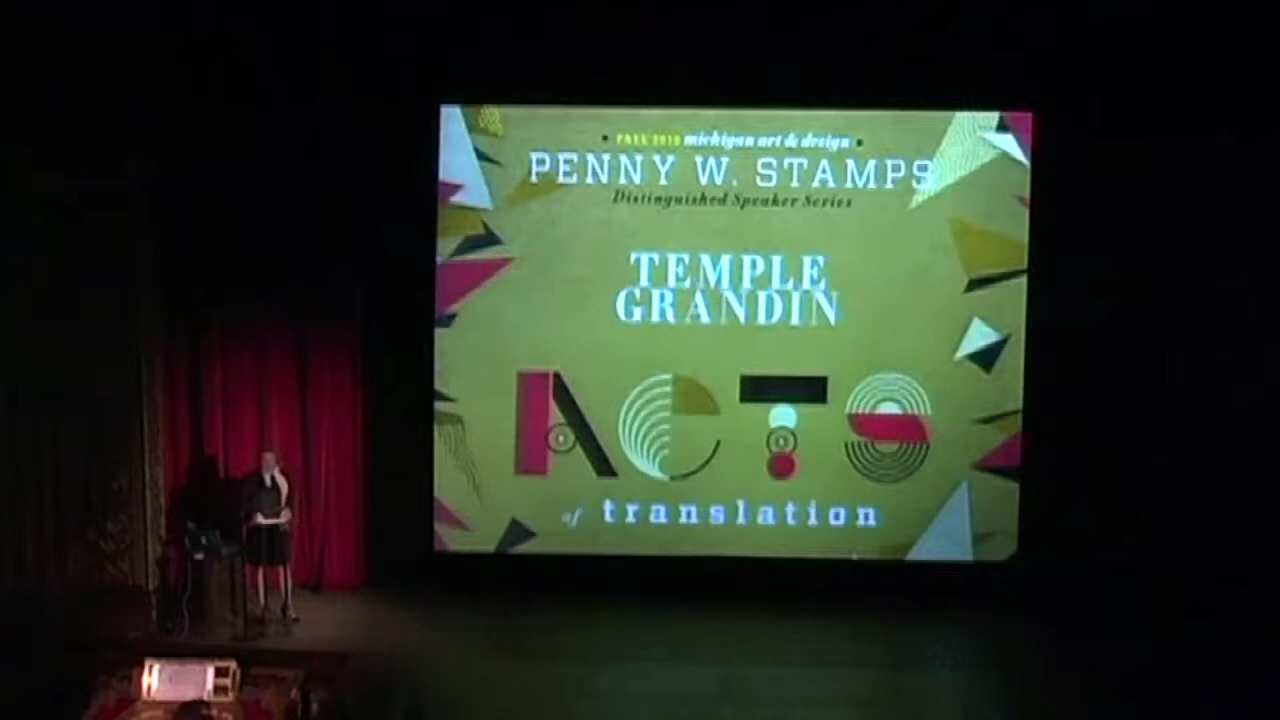 FALL 2010 michigan art & design
PENNY W. STAMPS
Distinguished Speaker Series
TEMPLE
GRANDIN
ACTS
of translation